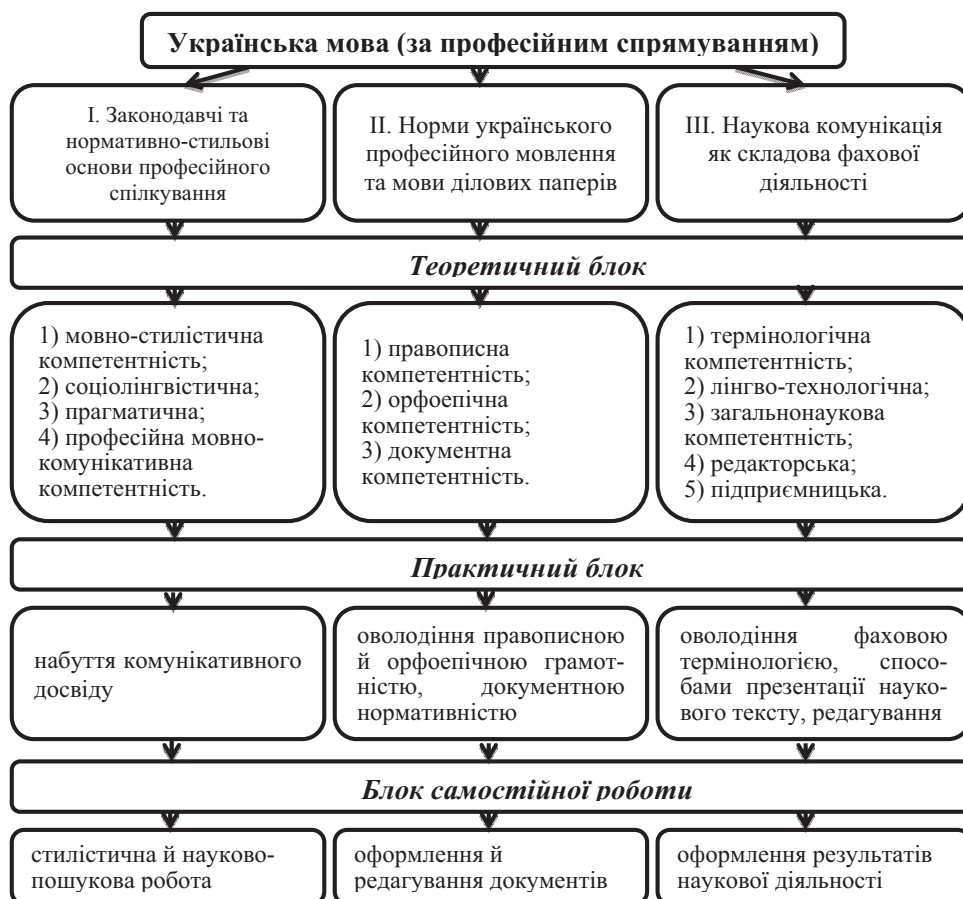 Українська мова (за професійним спрямуванням)
І. Законодавчі та
нормативно-стильові
основи професійного
спілкування
ІІ. Норми українського
професійного мовлення
та мови ділових паперів
ІІІ. Наукова комунікація
як складова фахової
діяльності
Теоретичний блок
1) мовно-стилістична
компетентність;
2) соціолінгвістична;
3) прагматична;
4) професійна мовно-
комунікативна
компетентність.
1) правописна
компетентність;
2) орфоепічна
компетентність;
3) документна
компетентність.
1) термінологічна
компетентність;
2) лінгво-технологічна;
3) загальнонаукова
компетентність;
4) редакторська;
5) підприємницька.
Практичний блок
набуття комунікативного
досвіду
оволодіння правописною
й орфоепічною грамот-
ністю, документною
нормативністю
оволодіння фаховою
термінологією, спосо-
бами презентації науко-
вого тексту, редагування
Блок самостійної роботи
стилістична й науково-
пошукова робота
оформлення й
редагування документів
оформлення результатів
наукової діяльності